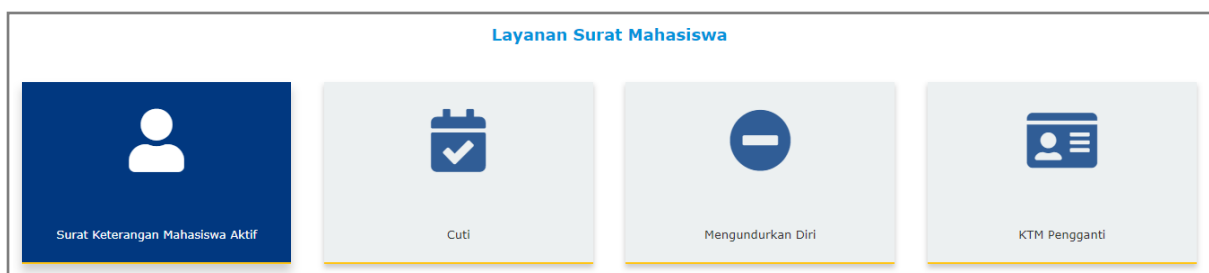 Layanan Surat Mahasiswa
Surat Keterangan Mahasiswa Aktif
Cuti
Mengundurkan Diri
KTM Pengganti